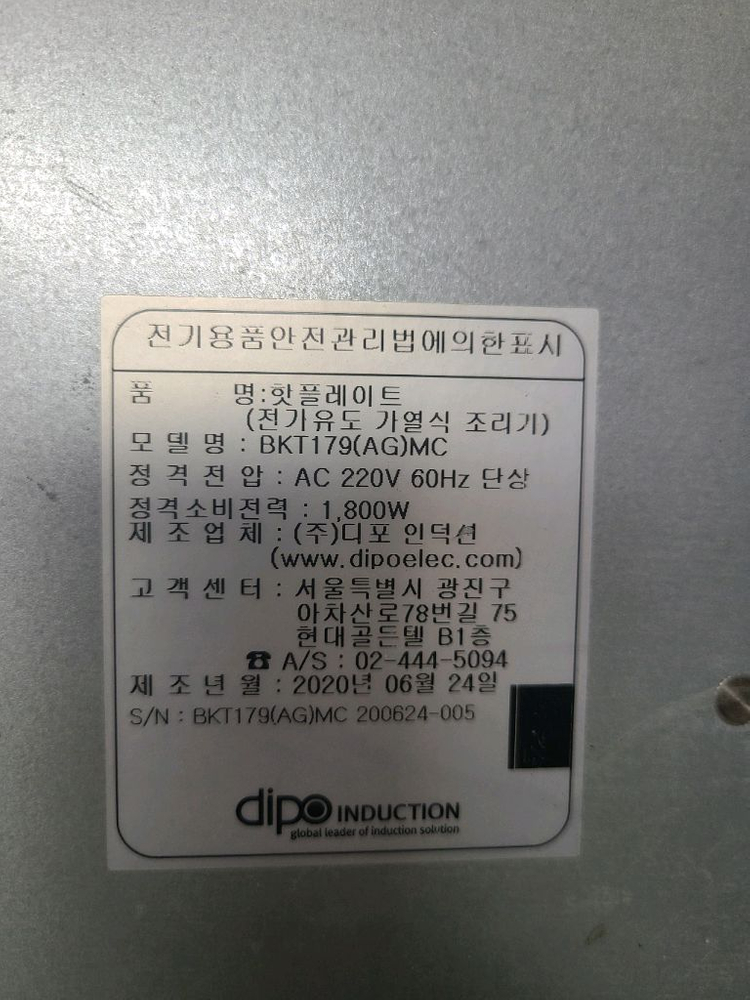 전기용품안전관리법에의한표시
품 명:핫플레이트
(전가유도 가열식 조리기)
모 델 명 : BKT179(AG)MC
정 격 전 압 : AC 220V 60Hz 단상
정격소비전력 : 1,800W
제 조 업 체 : (주)디포 인덕션
(www.dipoelec.com)
고 객 센 터 : 서울특별시 광진구
아차산로78번길 75
현대골든텔 B1층
☎ A/S : 02-444-5094
제 조 년 월 : 2020년 06월 24일
S/N : BKT179(AG)MC 200624-005
dipo INDUCTION
global leader of induction solution